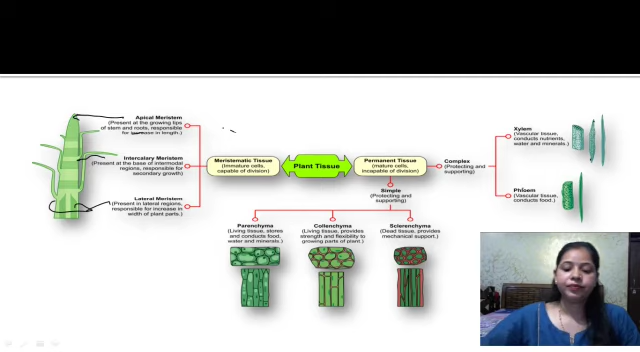 Apical Meristem
(Present at the growing tips
of stem and roots, responsible
for increase in length.)
Intercalary Meristem
(Present at the base of intermodal
regions, responsible for
secondary growth)
Lateral Meristem
(Present in lateral regions,
responsible for increase in
width of plant parts.)
Meristematic Tissue
(Immature cells,
capable of division)
Plant Tissue
Permanent Tissue
(mature cells,
incapable of division)
Complex
(Protecting and
supporting)
Xylem
(Vascular tissue,
conducts nutrients,
water and minerals.)
Phloem
(Vascular tissue,
conducts food.)
Simple
(Protecting and
supporting)
Parenchyma
(Living tissue, stores
and conducts food,
water and minerals.)
Collenchyma
(Living tissue, provides
strength and flexibility to
growing parts of plant.)
Sclerenchyma
(Dead tissue, provides
mechanical support.)